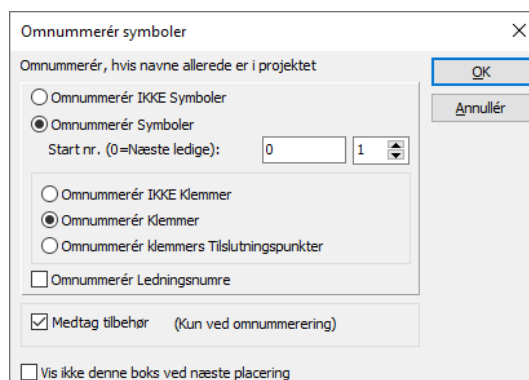 Omnummerér symboler
Omnummerér, hvis navne allerede er i projektet
OK
Omnummerér IKKE Symboler
Annullér
Omnummerér Symboler
Start nr. (0=Næste ledige): 0 1
Omnummerér IKKE Klemmer
Omnummerér Klemmer
Omnummerér klemmers Tilslutningspunkter
Omnummerér Ledningsnumre
Medtag tilbehør (Kun ved omnummerering)
Vis ikke denne boks ved næste placering